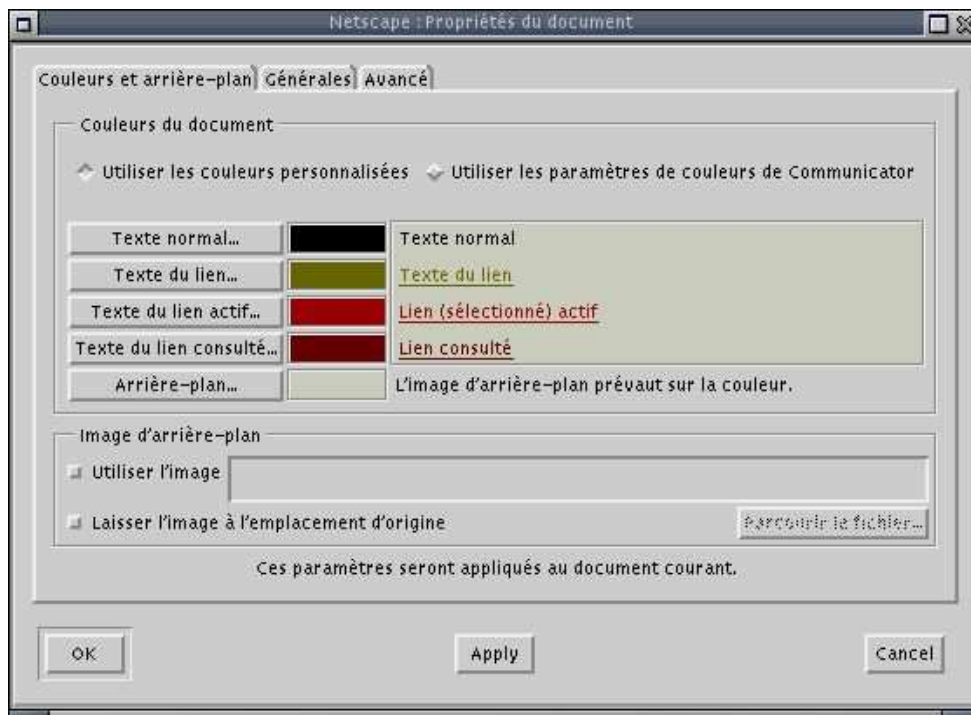 Netscape : Propriétés du document
Couleurs et arrière-plan Générales Avancé
Couleurs du document
Utiliser les couleurs personnalisées Utiliser les paramètres de couleurs de Communicator
Texte normal... Texte normal
Texte du lien... Texte du lien
Texte du lien actif... Lien (sélectionné) actif
Texte du lien consulté... Lien consulté
Arrière-plan... L'image d'arrière-plan prévaut sur la couleur.
Image d'arrière-plan
Utiliser l'image
Laisser l'image à l'emplacement d'origine Parcourir le fichier...
Ces paramètres seront appliqués au document courant.
OK Apply Cancel